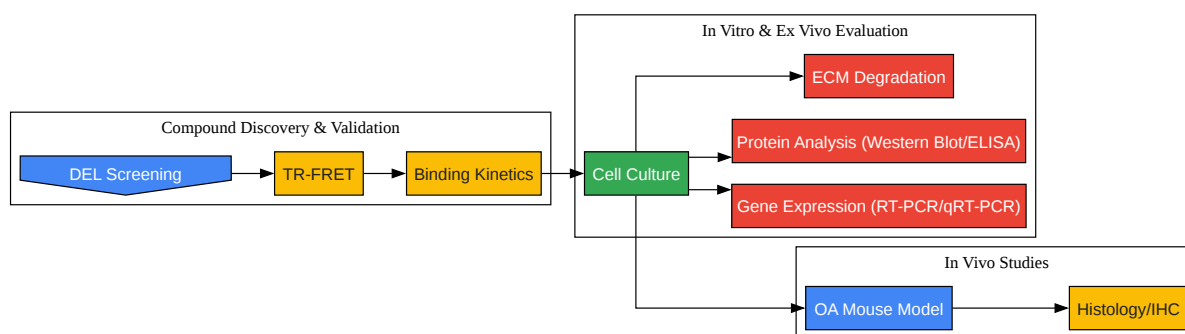 Compound Discovery & Validation
DEL Screening
TR-FRET
Binding Kinetics
In Vitro & Ex Vivo Evaluation
Cell Culture
ECM Degradation
Protein Analysis (Western Blot/ELISA)
Gene Expression (RT-PCR/qRT-PCR)
In Vivo Studies
OA Mouse Model
Histology/IHC